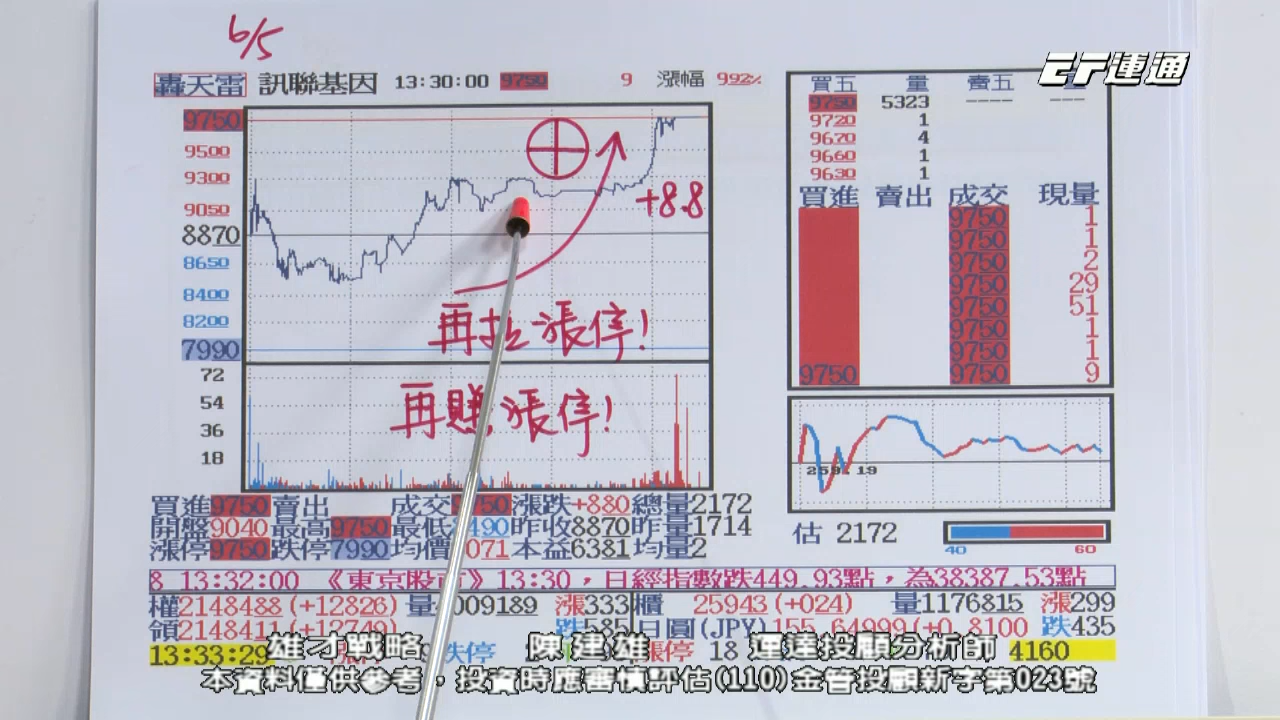 6/5
EF運通
轟天雷 訊聯基因 13:30:00 9750 9 漲幅 992%
9750
9500
9300
9050
8870
8650
8400
8200
7990
+8.8
再拉漲停!
72
54
36
18
再賺漲停!
買五 量 賣五
9750 5323 ---- ---
9720 1
9670 4
9660 1
9630 1
買進 賣出 成交 現量
9750 1
9750 1
9750 2
9750 29
9750 51
9750 1
9750 1
9750 9750 9
估 2172
40 60
買進9750賣出 成交 750漲跌+880總量2172
開盤9040最高9750最低 490昨收8870昨量1714
漲停9750跌停7990均價 071本益6381均量2
8 13:32:00 《東京股市》13:30，日經指數跌449.93點，為38387.53點
權2148488(+12826)量 009189 漲333櫃 25943(+024) 量1176815 漲299
領2148411(+12749) 跌585日圓(JPY)155.64999(+0.8100 跌435
13:33:29 跌停 漲停 18 4160
雄才戰略 陳建雄 運達投顧分析師
本資料僅供參考，投資時應審慎評估(110)金管投顧新字第023號